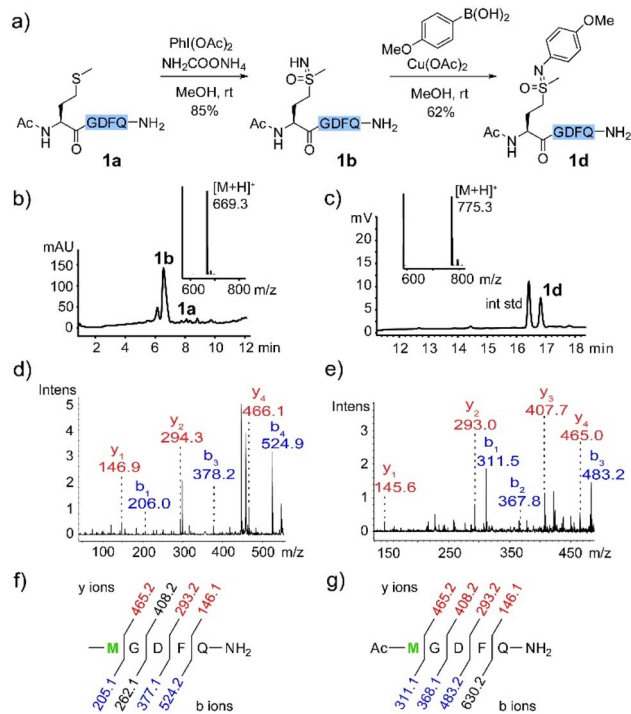 a)
PhI(OAc)2
NH2COONH4
MeOH, rt
85%
B(OH)2
MeO
Cu(OAc)2
MeOH, rt
62%
S
Ac N H O GDFQ NH2
1a
HN
O S
Ac N H O GDFQ NH2
1b
OMe
N
O S
Ac N H O GDFQ NH2
1d
b)
mAU
150
100
50
0
2 4 6 8 10 12 min
1b
1a
[M+H]+
669.3
600 800 m/z
c)
mV
20
15
10
5
0
12 13 14 15 16 17 18 min
int std
1d
[M+H]+
775.3
600 800 m/z
d)
Intens
5
4
3
2
1
0
100 200 300 400 500 m/z
y1
146.9
b1
206.0
y2
294.3
b3
378.2
y4
466.1
b4
524.9
e)
Intens
5
4
3
2
1
0
150 250 350 450 m/z
y1
145.6
y2
293.0
b1
311.5
b2
367.8
y3
407.7
y4
465.0
b3
483.2
f)
y ions
465.2 408.2 293.2 146.1
M G D F Q NH2
205.1 262.1 377.1 524.2
b ions
g)
y ions
465.2 408.2 293.2 146.1
Ac M G D F Q NH2
311.1 368.1 483.2 630.2
b ions